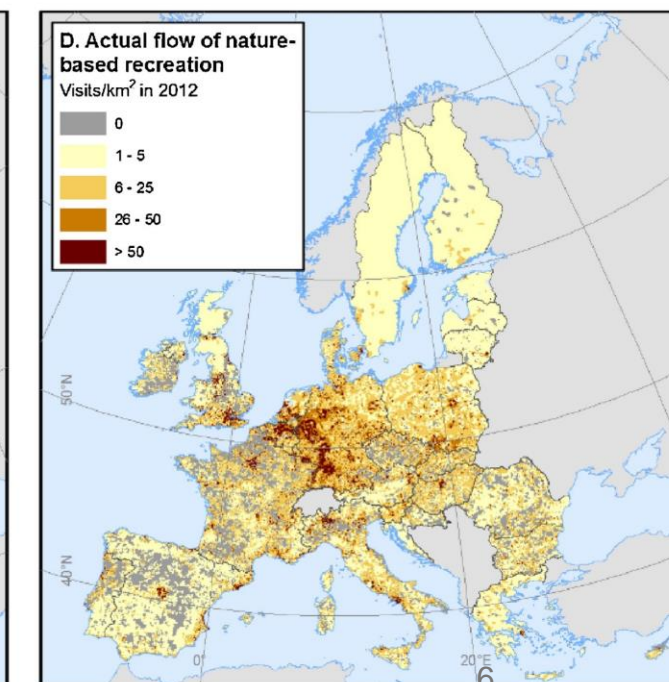 D. Actual flow of nature-
based recreation
Visits/km² in 2012
0
1 - 5
6 - 25
26 - 50
> 50
50°N
40°N
0°
20°E
6